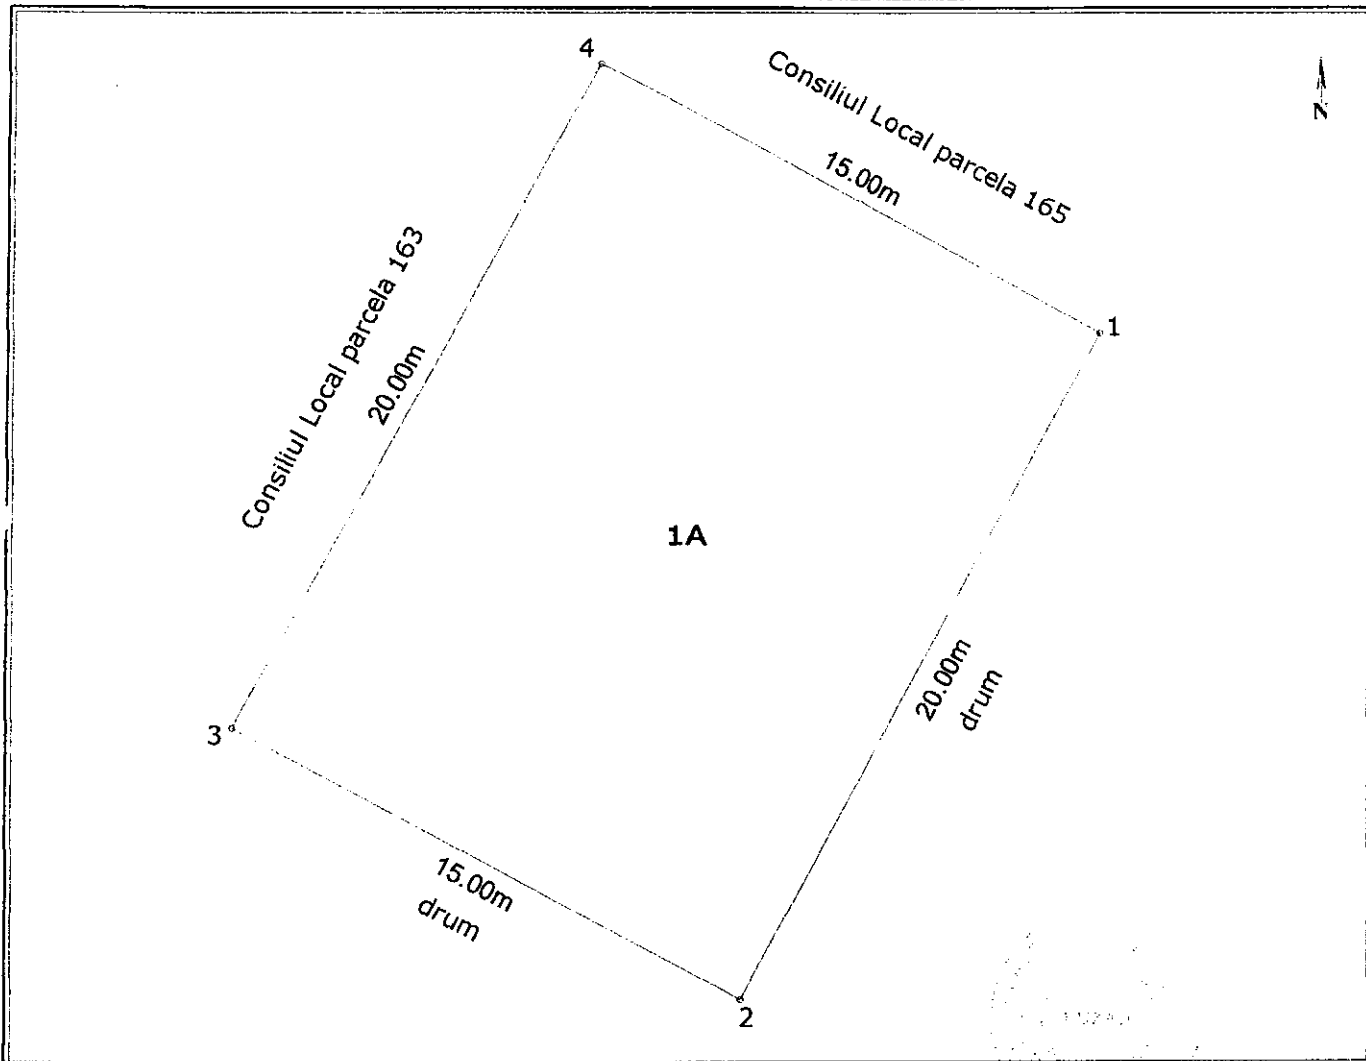 4
Consiliul Local parcela 165
N
15.00m
1
Consiliul Local parcela 163
20.00m
1A
20.00m
drum
3
15.00m
drum
2